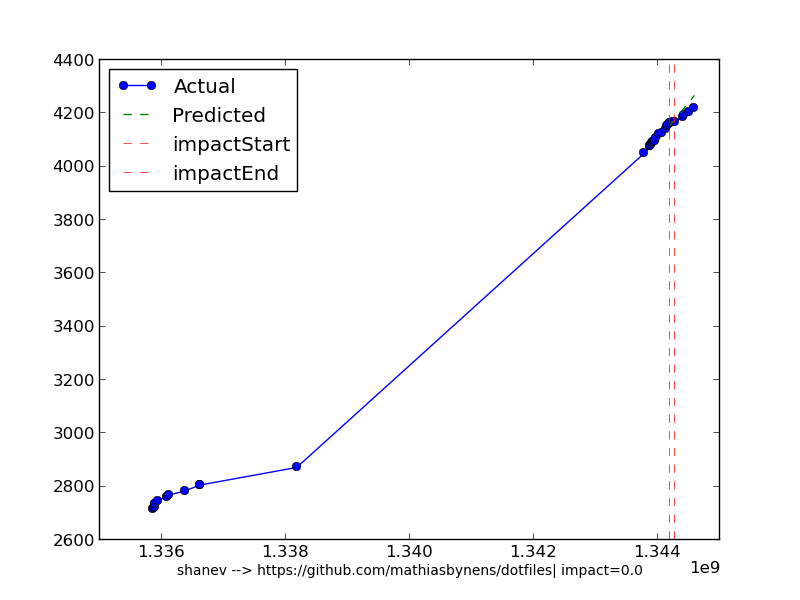 4400
4200
4000
3800
3600
3400
3200
3000
2800
2600
Actual
Predicted
impactStart
impactEnd
1.336 1.338 1.340 1.342 1.344
1e9
shanev --> https://github.com/mathiasbynens/dotfiles| impact=0.0